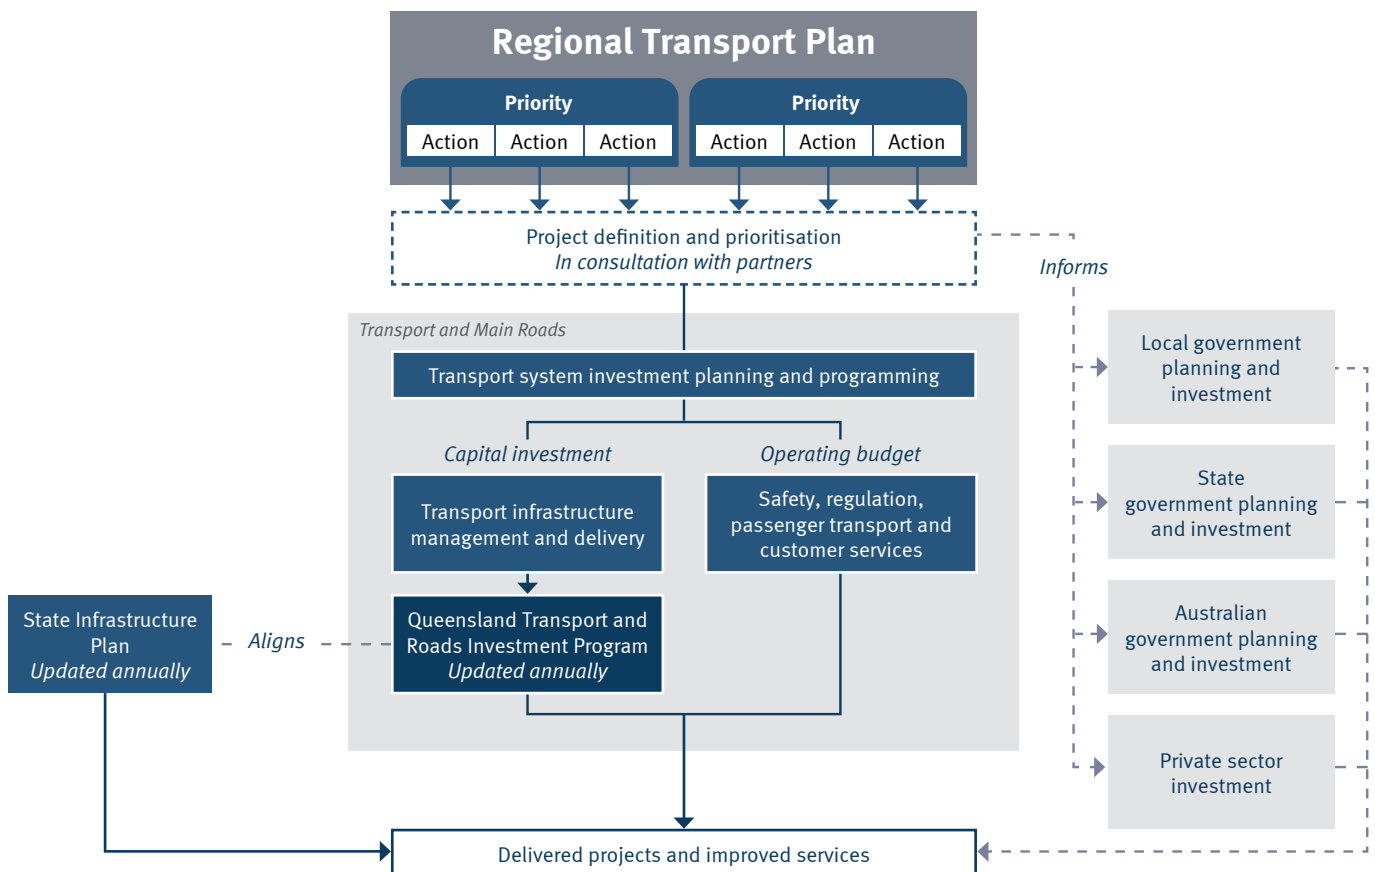 Regional Transport Plan
Priority
Action
Action
Action
Priority
Action
Action
Action
Project definition and prioritisation
In consultation with partners
Informs
Transport and Main Roads
Transport system investment planning and programming
Capital investment
Operating budget
Transport infrastructure
management and delivery
Safety, regulation,
passenger transport and
customer services
Queensland Transport and
Roads Investment Program
Updated annually
State Infrastructure
Plan
Updated annually
Aligns
Local government
planning and
investment
State
government planning
and investment
Australian
government planning
and investment
Private sector
investment
Delivered projects and improved services